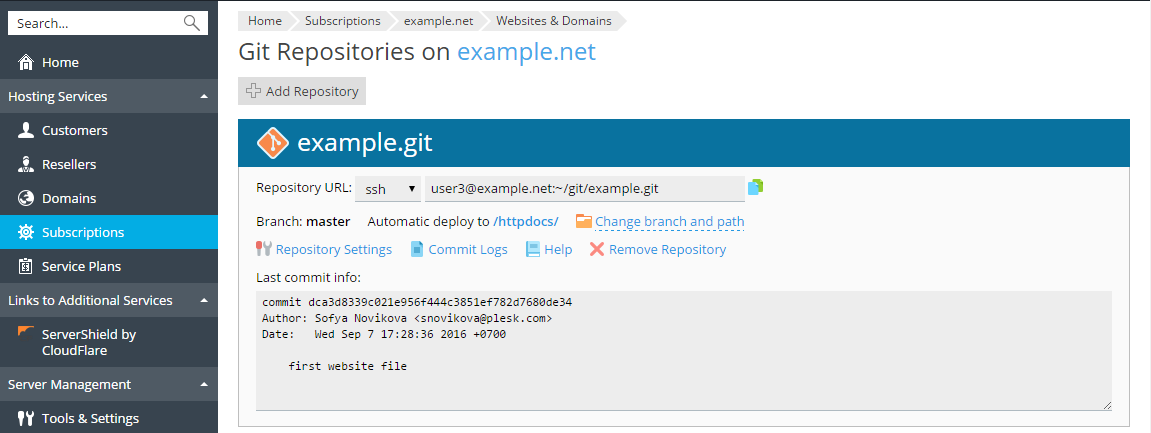 Search...
Home
Hosting Services
Customers
Resellers
Domains
Subscriptions
Service Plans
Links to Additional Services
ServerShield by
CloudFlare
Server Management
Tools & Settings
Home Subscriptions example.net Websites & Domains
Git Repositories on example.net
Add Repository
example.git
Repository URL: ssh user3@example.net:~/git/example.git
Branch: master Automatic deploy to /httpdocs/ Change branch and path
Repository Settings Commit Logs Help Remove Repository
Last commit info:
commit dca3d8339c021e956f444c3851ef782d7680de34
Author: Sofya Novikova <snovikova@plesk.com>
Date: Wed Sep 7 17:28:36 2016 +0700
first website file